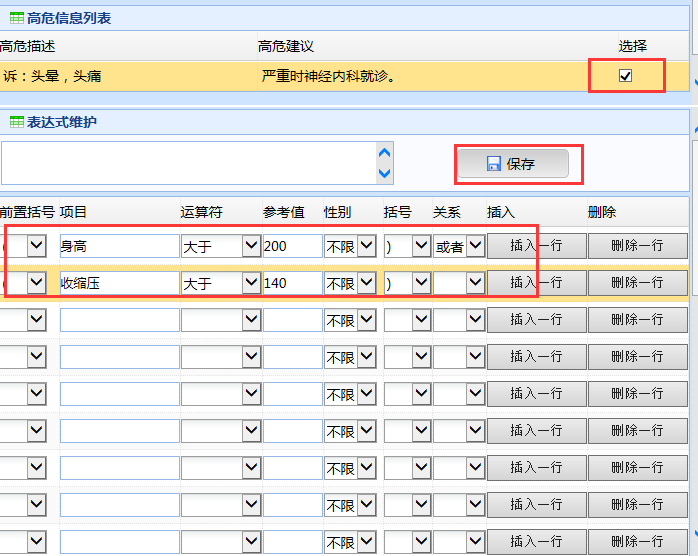 高危信息列表
高危描述 高危建议 选择
诉：头晕，头痛 严重时神经内科就诊。
表达式维护
保存
前置括号 项目 运算符 参考值 性别 括号 关系 插入 删除
身高 大于 200 不限 ) 或者 插入一行 删除一行
收缩压 大于 140 不限 ) 插入一行 删除一行
不限 插入一行 删除一行
不限 插入一行 删除一行
不限 插入一行 删除一行
不限 插入一行 删除一行
不限 插入一行 删除一行
不限 插入一行 删除一行
不限 插入一行 删除一行